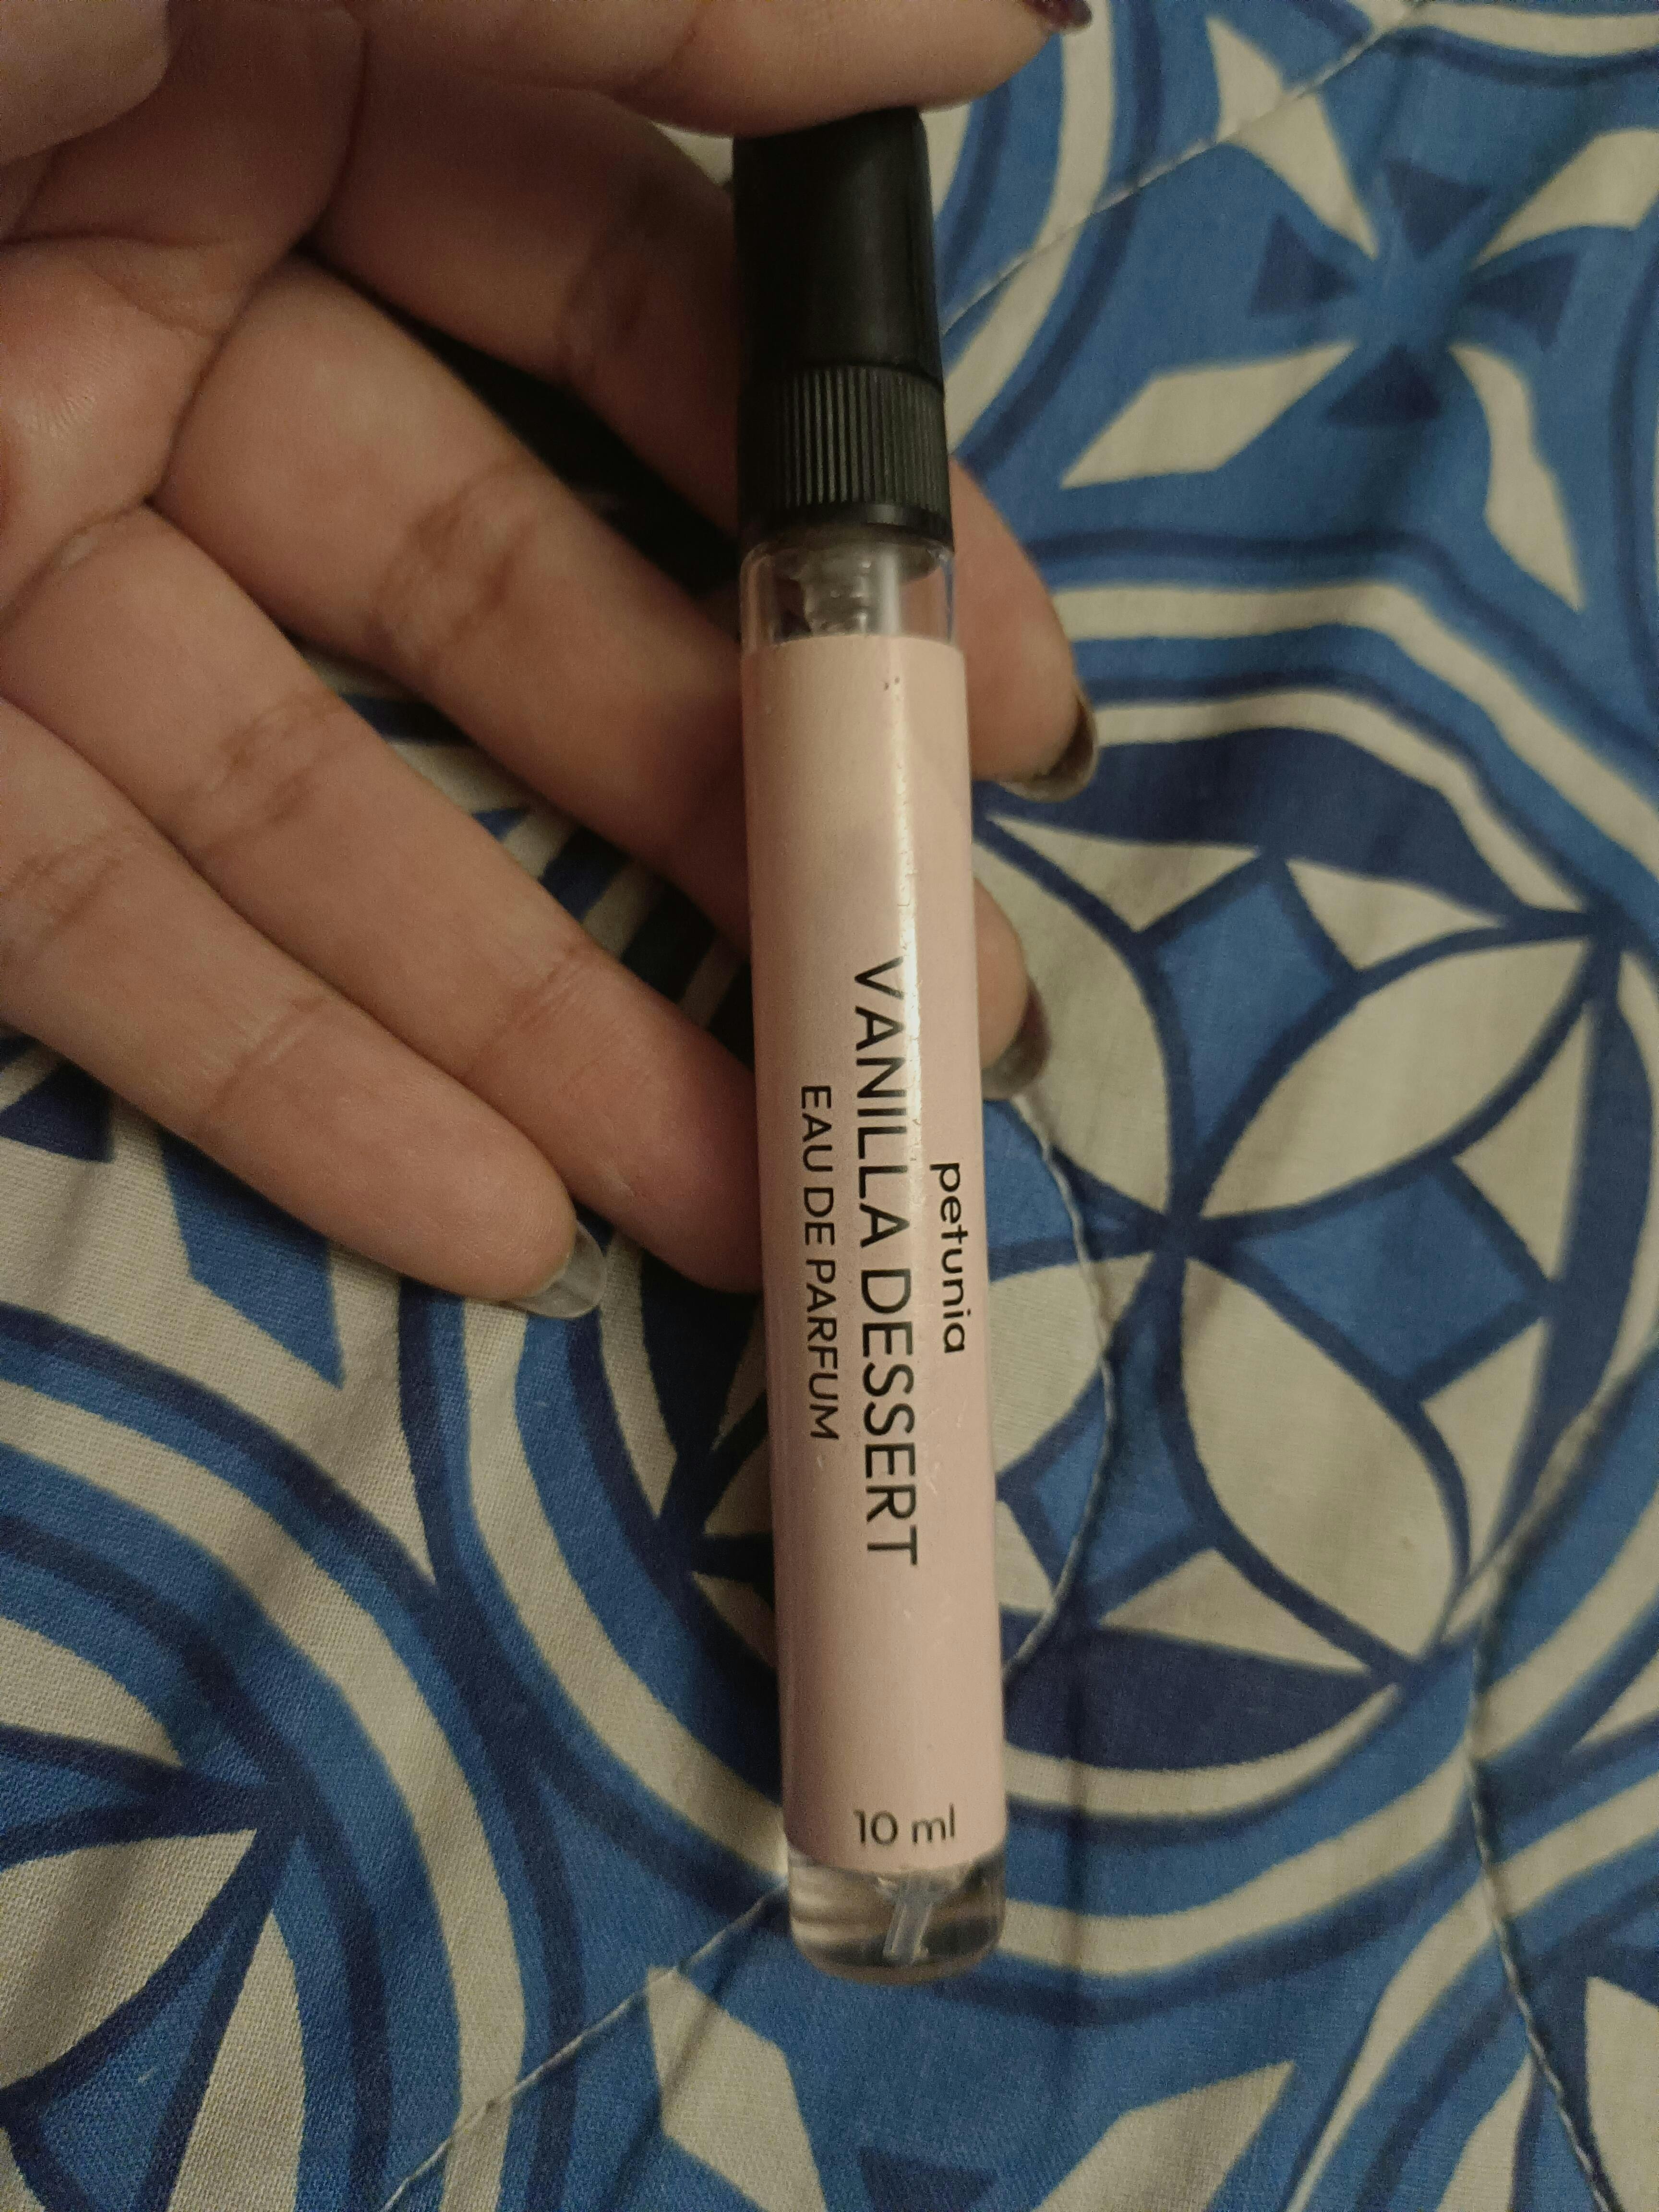 petunia
VANILLA DESSERT
EAU DE PARFUM
10 ml